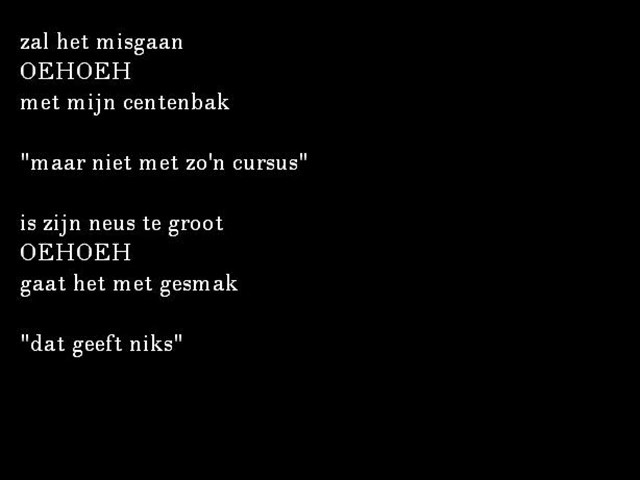 zal het misgaan
OEHOEH
met mijn centenbak
"maar niet met zo'n cursus"
is zijn neus te groot
OEHOEH
gaat het met gesmak
"dat geeft niks"